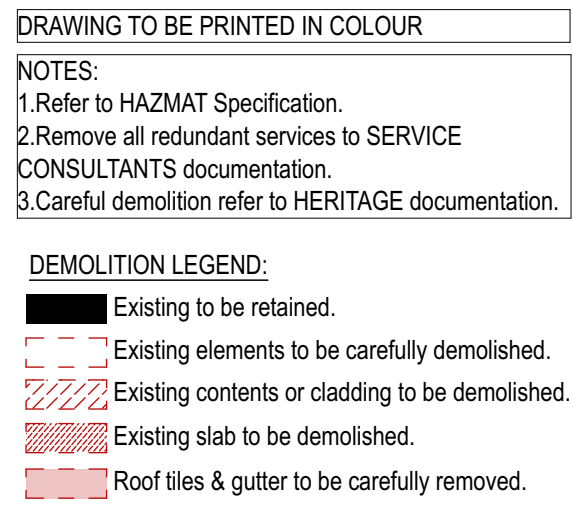 DRAWING TO BE PRINTED IN COLOUR
NOTES:
1.Refer to HAZMAT Specification.
2.Remove all redundant services to SERVICE
CONSULTANTS documentation.
3.Careful demolition refer to HERITAGE documentation.
DEMOLITION LEGEND:
Existing to be retained.
Existing elements to be carefully demolished.
Existing contents or cladding to be demolished.
Existing slab to be demolished.
Roof tiles & gutter to be carefully removed.